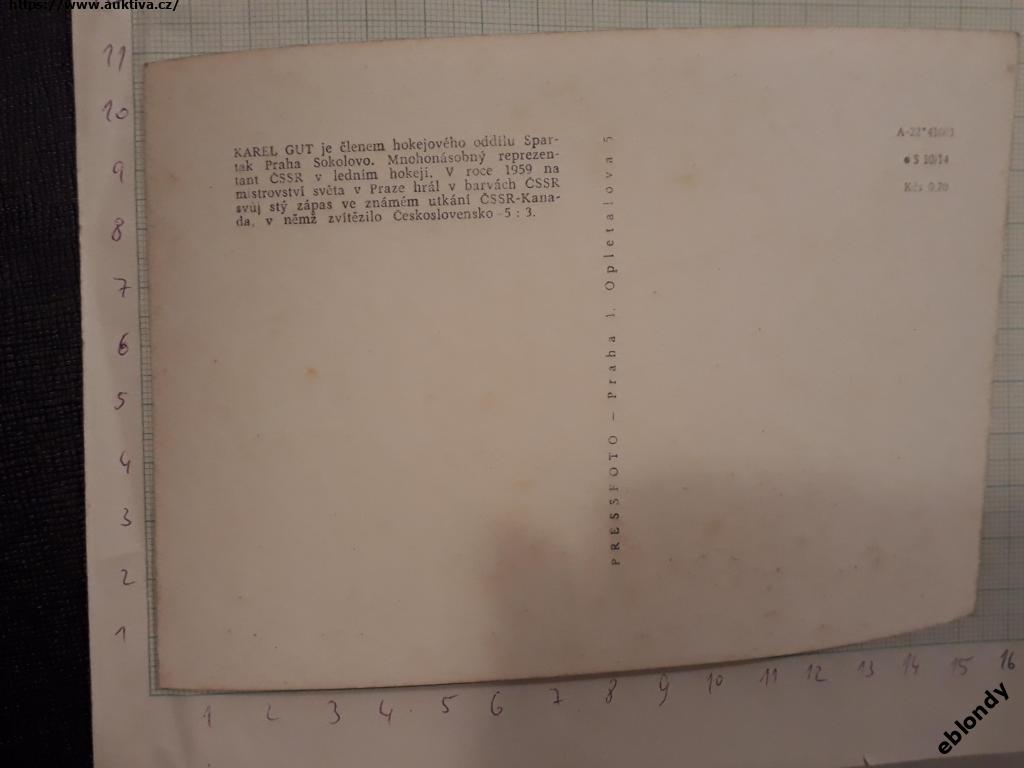 https://www.auktiva.cz/
KAREL GUT je členem hokejového oddílu Spar-
tak Praha Sokolovo. Mnohonásobný reprezen-
tant ČSSR v ledním hokeji. V roce 1959 na
mistrovství světa v Praze hrál v barvách ČSSR
svůj stý zápas ve známém utkání ČSSR-Kana-
da, v němž zvítězilo Československo 5 : 3.
PRESSFOTO – Praha 1, Opletalova 5
S 10/14
Kčs 0,70
11
10
9
8
7
6
5
4
3
2
1
1 2 3 4 5 6 7 8 9 10 11 12 13 14 15 16
eblondy